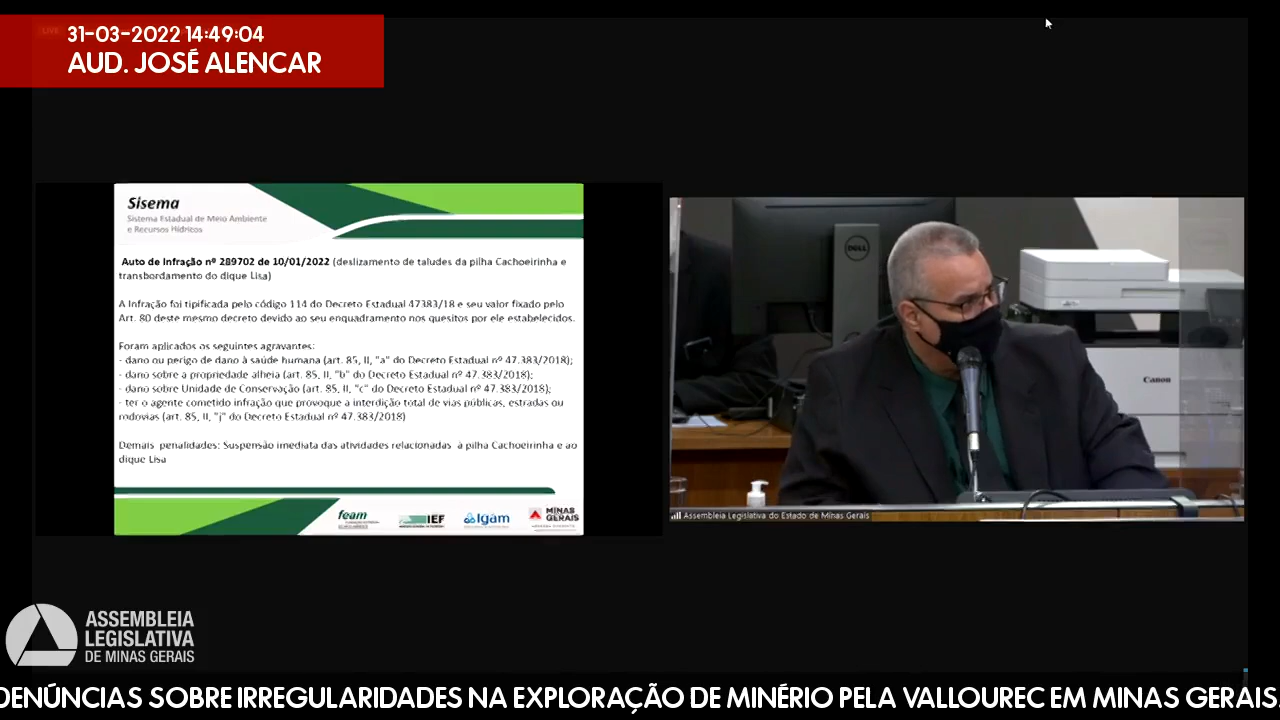 LIVE
31-03-2022 14:49:04
AUD. JOSÉ ALENCAR
Sisema
Sistema Estadual de Meio Ambiente
e Recursos Hídricos
Auto de Infração nº 289702 de 10/01/2022 (deslizamento de taludes da pilha Cachoeirinha e
transbordamento do dique Lisa)
A Infração foi tipificada pelo código 114 do Decreto Estadual 47383/18 e seu valor fixado pelo
Art. 80 deste mesmo decreto devido ao seu enquadramento nos quesitos por ele estabelecidos.
Foram aplicados os seguintes agravantes:
- dano ou perigo de dano à saúde humana (art. 85, II, "a" do Decreto Estadual nº 47.383/2018);
- dano sobre a propriedade alheia (art. 85, II, "b" do Decreto Estadual nº 47.383/2018);
- dano sobre Unidade de Conservação (art. 85, II, "c" do Decreto Estadual nº 47.383/2018);
- ter o agente cometido infração que provoque a interdição total de vias públicas, estradas ou
rodovias (art. 85, II, "j" do Decreto Estadual nº 47.383/2018)
Demais penalidades: Suspensão imediata das atividades relacionadas à pilha Cachoeirinha e ao
dique Lisa
feam
IEF
Igam
MINAS
GERAIS
DELL
Canon
Assembleia Legislativa do Estado de Minas Gerais
ASSEMBLEIA
LEGISLATIVA
DE MINAS GERAIS
DENÚNCIAS SOBRE IRREGULARIDADES NA EXPLORAÇÃO DE MINÉRIO PELA VALLOUREC EM MINAS GERAIS,